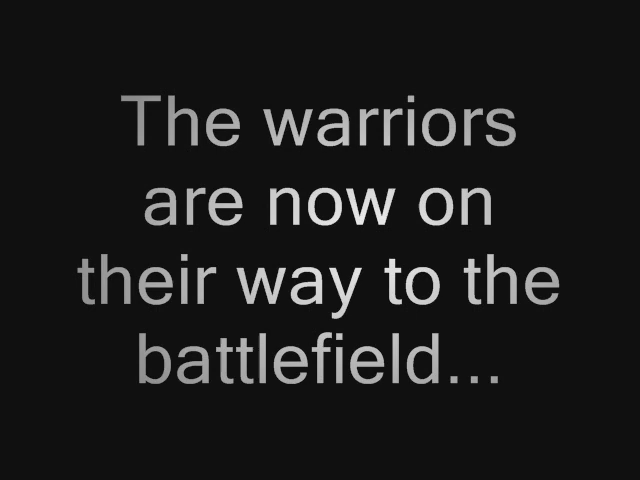 The warriors
are now on
their way to the
battlefield...